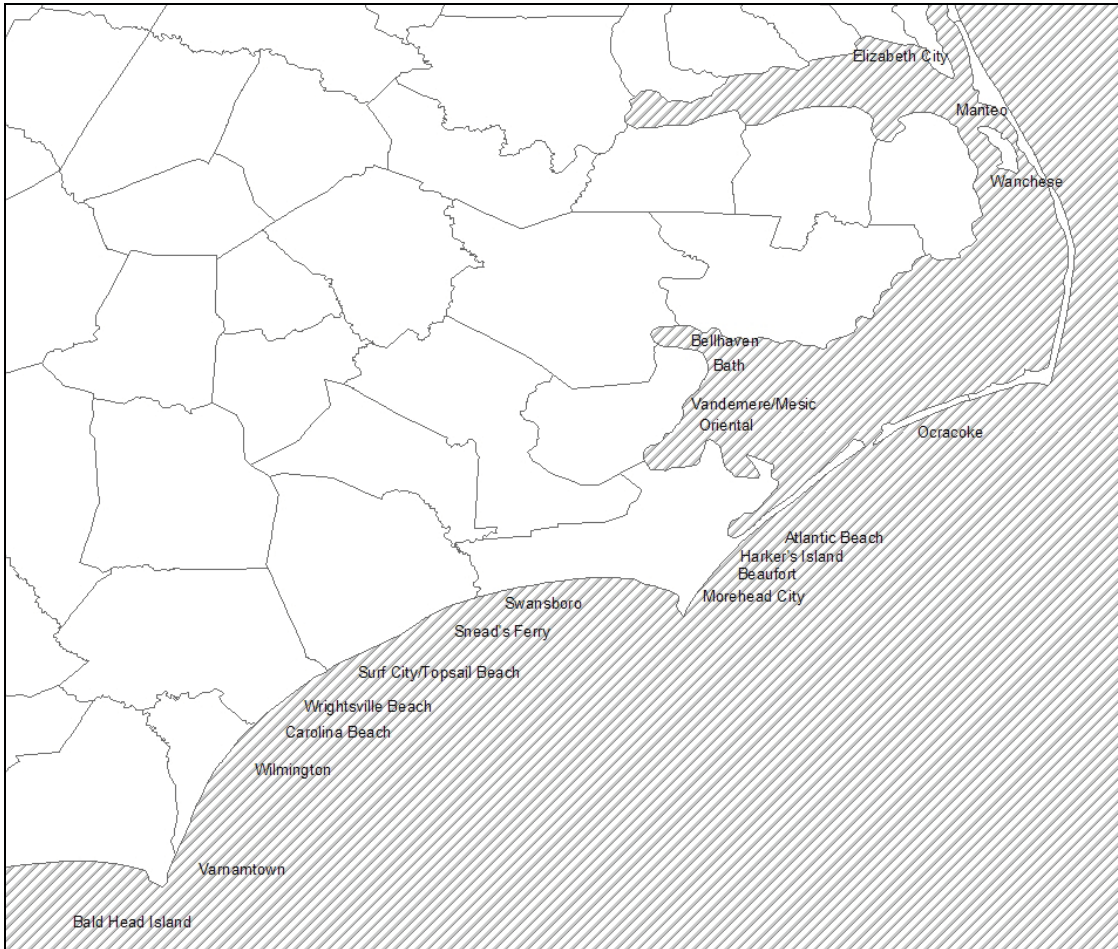 Elizabeth City
Manteo
Wanchese
Bellhaven
Bath
Vandemere/Mesic
Oriental
Ocracoke
Atlantic Beach
Harker's Island
Beaufort
Morehead City
Swansboro
Snead's Ferry
Surf City/Topsail Beach
Wrightsville Beach
Carolina Beach
Wilmington
Varnamtown
Bald Head Island